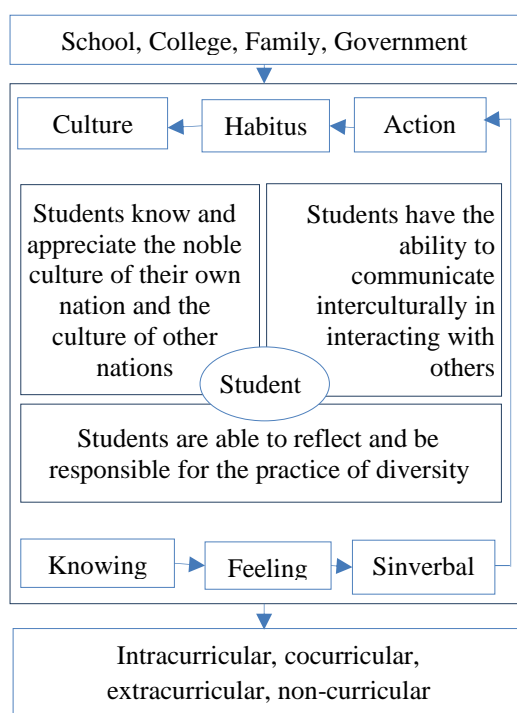 School, College, Family, Government
Culture
Habitus
Action
Students know and
appreciate the noble
culture of their own
nation and the
culture of other
nations
Students have the
ability to
communicate
interculturally in
interacting with
others
Student
Students are able to reflect and be
responsible for the practice of diversity
Knowing
Feeling
Sinverbal
Intracurricular, cocurricular,
extracurricular, non-curricular